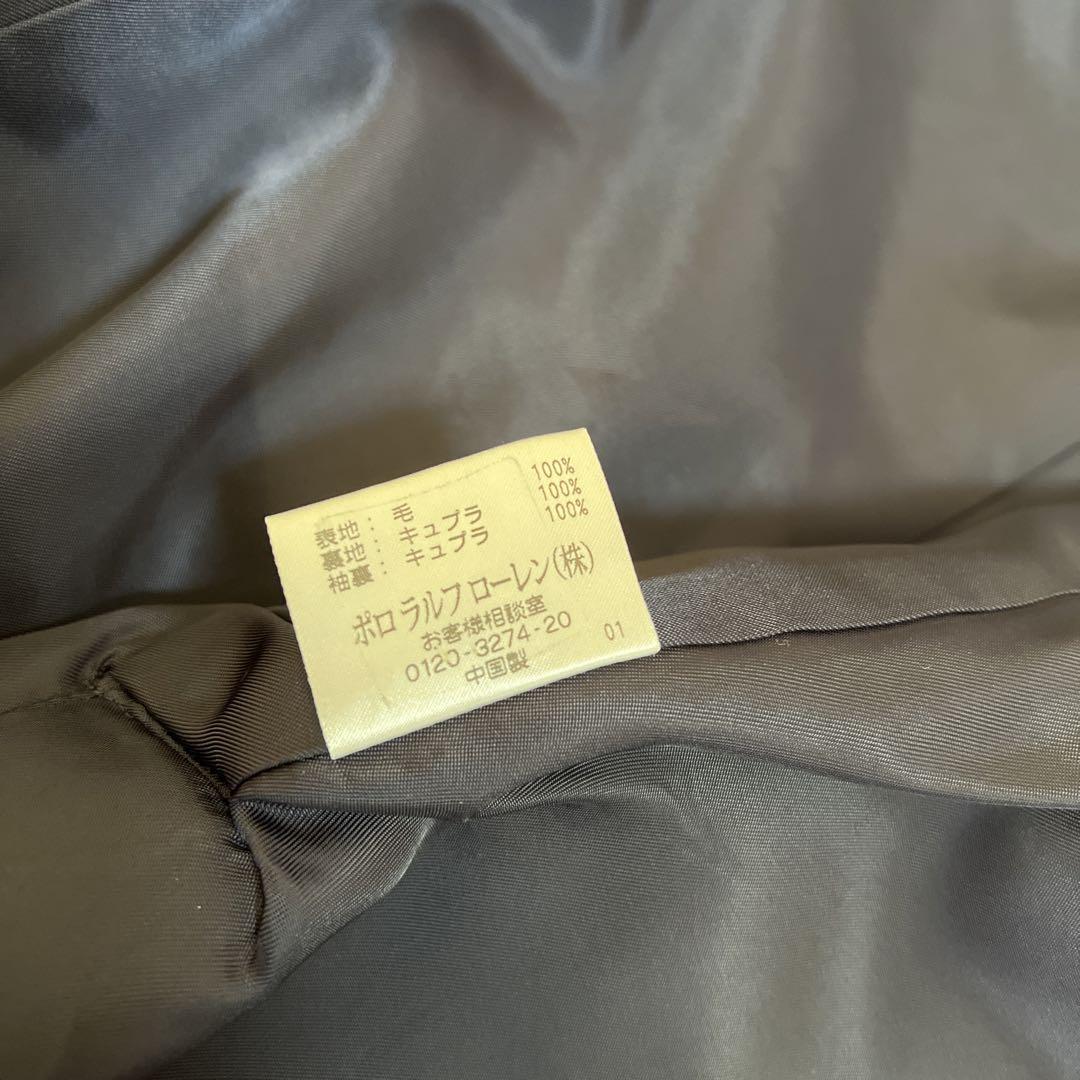 表地: 毛 100%
裏地: キュプラ 100%
袖裏: キュプラ 100%
ポロ ラルフ ローレン(株)
お客様相談室
0120-3274-20 01
中国製